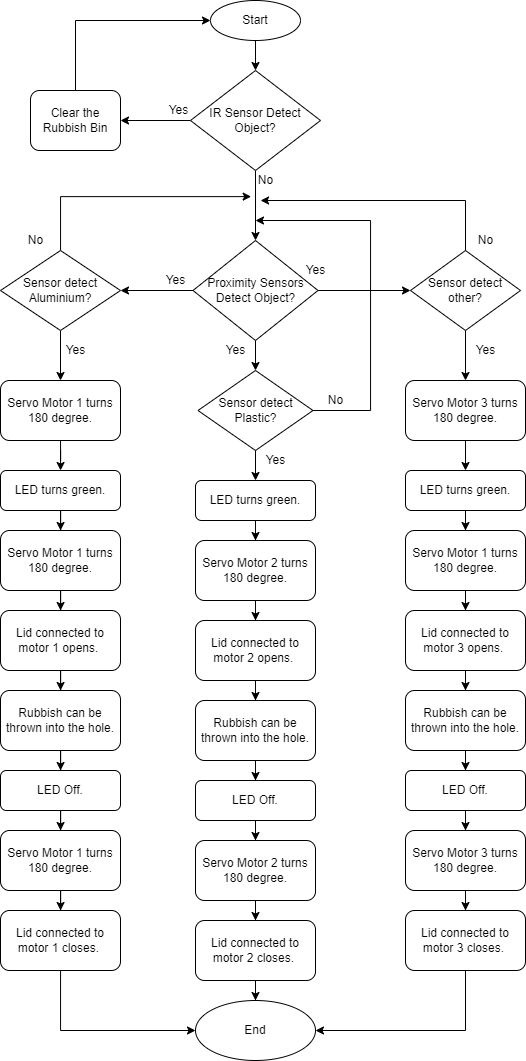 Start
Yes
Clear the
Rubbish Bin
IR Sensor Detect
Object?
No
No
No
Sensor detect
Aluminium?
Yes
Proximity Sensors
Detect Object?
Yes
Sensor detect
other?
Yes
Yes
Yes
Servo Motor 1 turns
180 degree.
Sensor detect
Plastic?
No
Servo Motor 3 turns
180 degree.
Yes
LED turns green.
LED turns green.
LED turns green.
Servo Motor 1 turns
180 degree.
Servo Motor 2 turns
180 degree.
Servo Motor 1 turns
180 degree.
Lid connected to
motor 1 opens.
Lid connected to
motor 2 opens.
Lid connected to
motor 3 opens.
Rubbish can be
thrown into the hole.
Rubbish can be
thrown into the hole.
Rubbish can be
thrown into the hole.
LED Off.
LED Off.
LED Off.
Servo Motor 1 turns
180 degree.
Servo Motor 2 turns
180 degree.
Servo Motor 3 turns
180 degree.
Lid connected to
motor 1 closes.
Lid connected to
motor 2 closes.
Lid connected to
motor 3 closes.
End